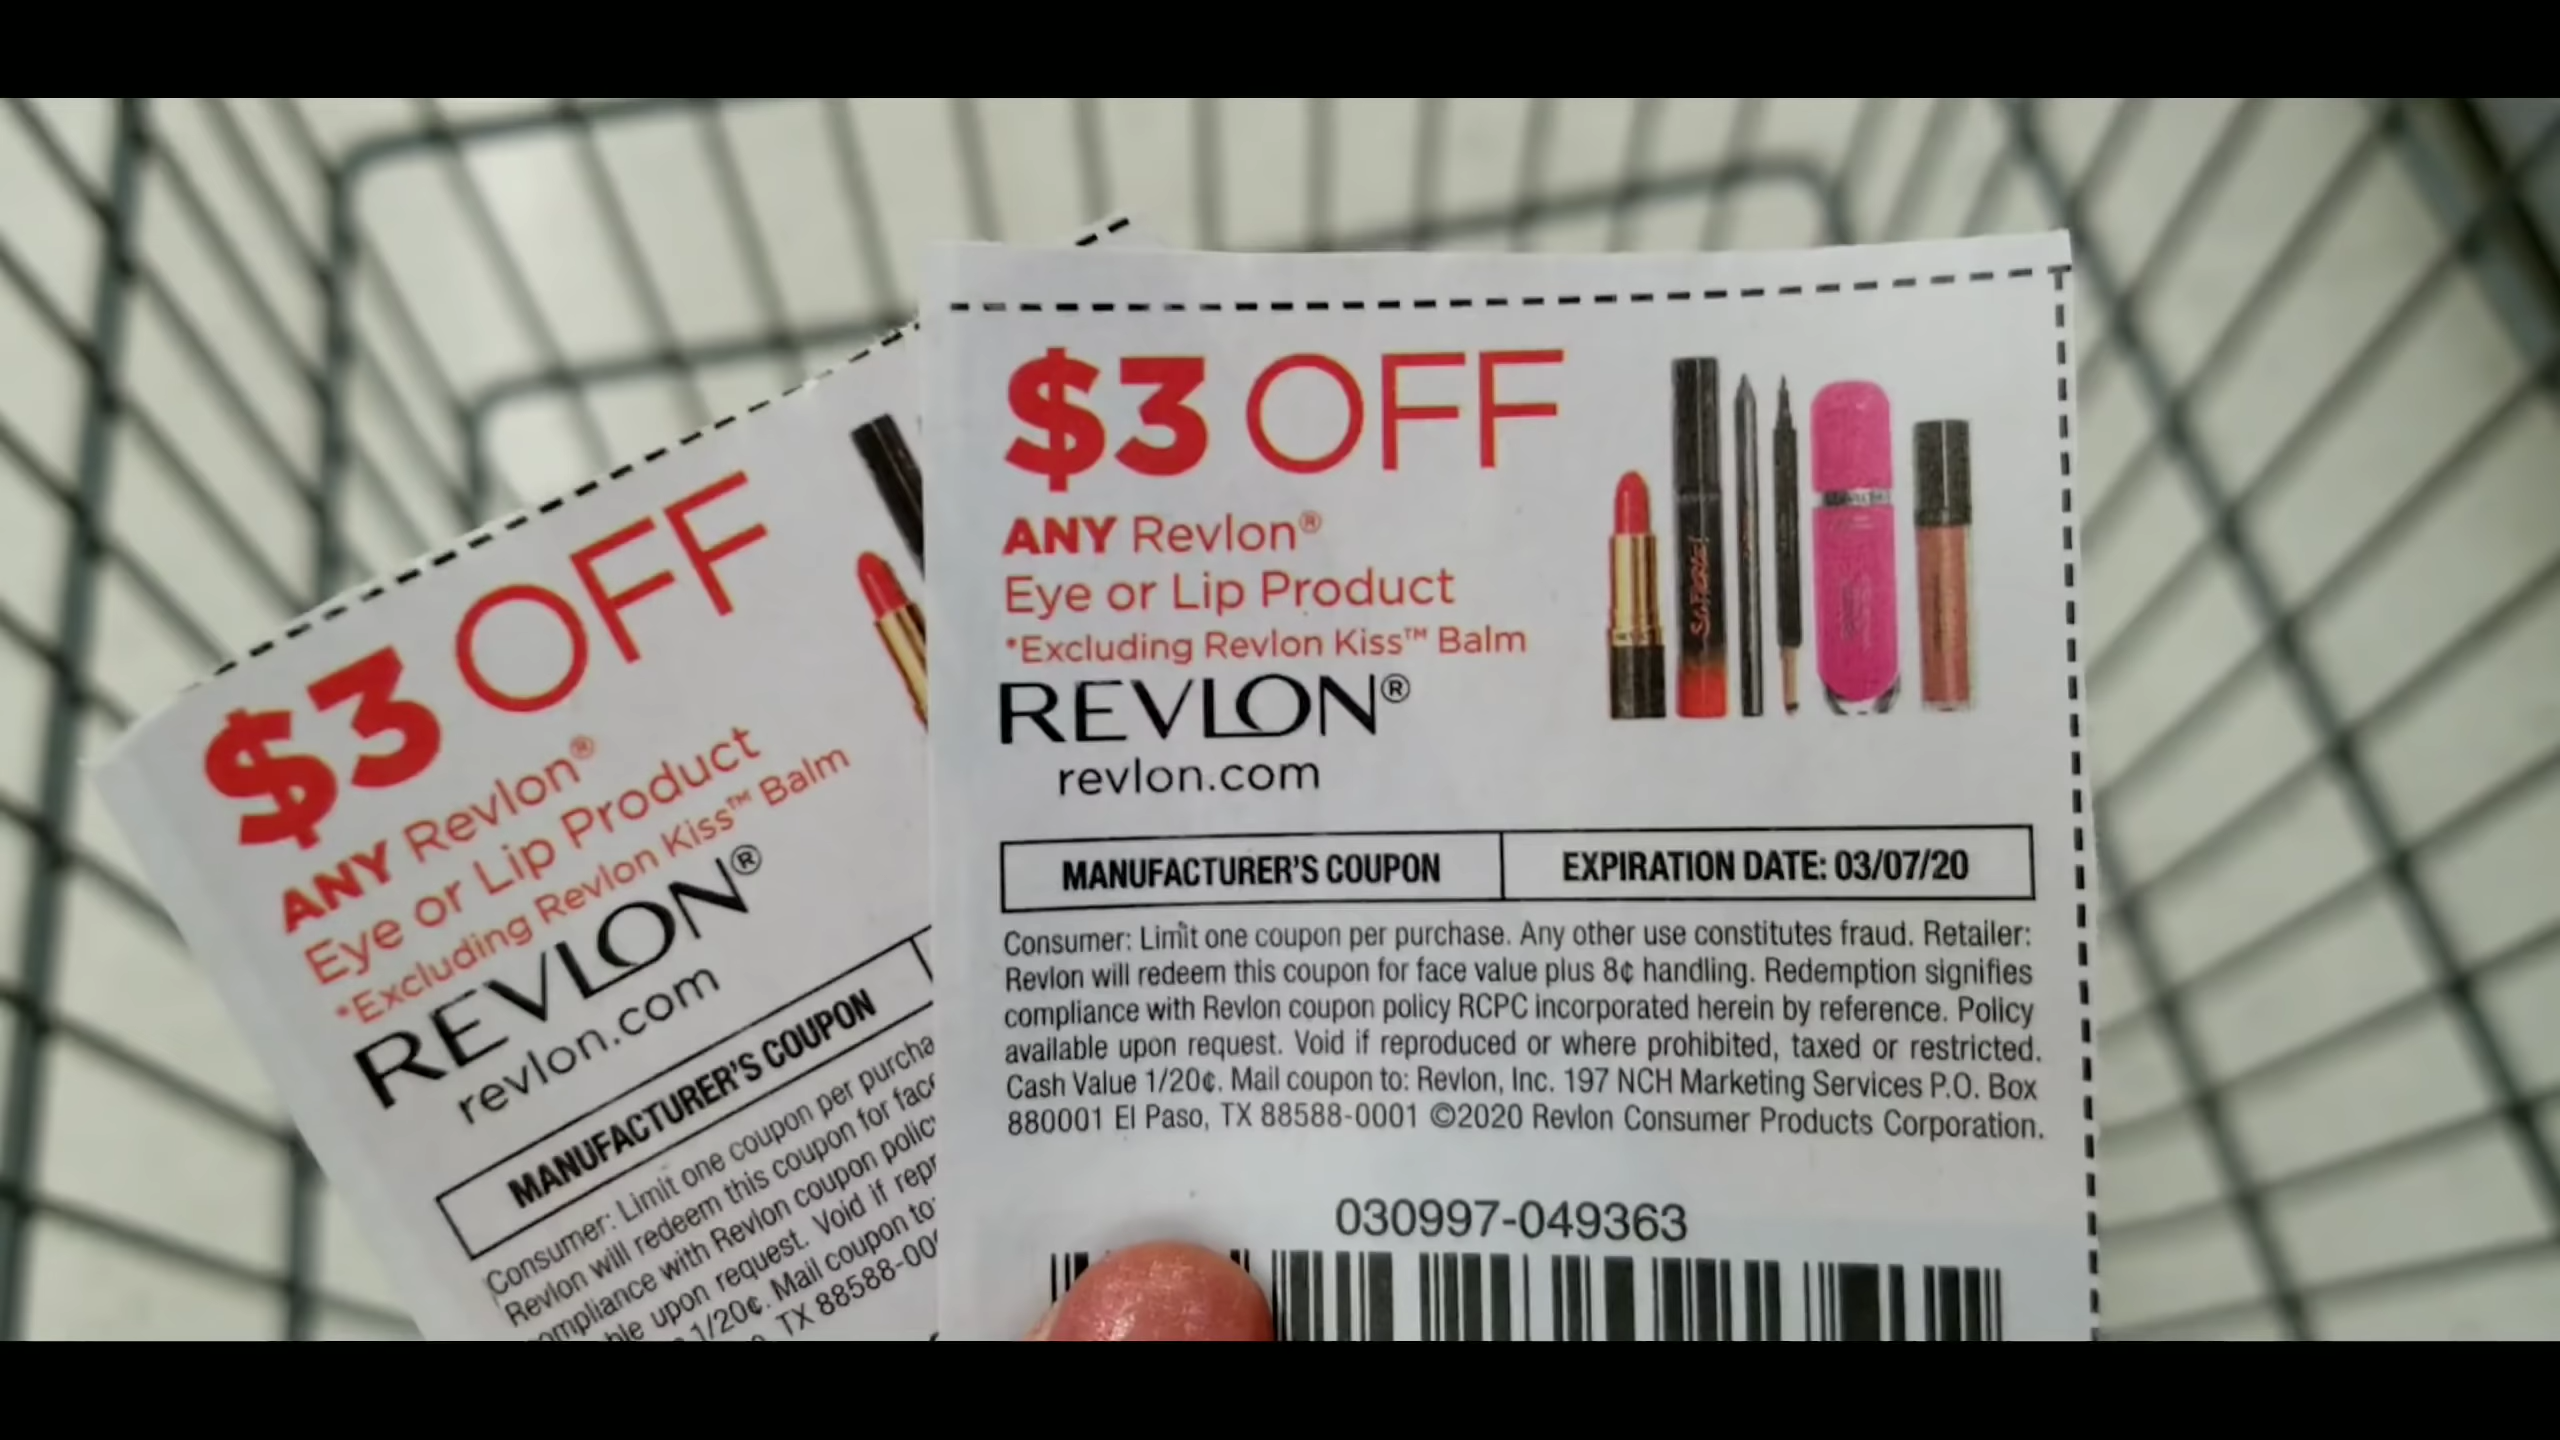 $3 OFF
ANY Revlon®
Eye or Lip Product
*Excluding Revlon Kiss™ Balm
REVLON®
revlon.com
MANUFACTURER'S COUPON
Consumer: Limit one coupon per purcha
Revlon will redeem this coupon for face
ompliance with Revlon coupon polic
ble upon request. Void if repr
1/20¢. Mail coupon to
TX 88588-00
$3 OFF
ANY Revlon®
Eye or Lip Product
*Excluding Revlon Kiss™ Balm
REVLON®
revlon.com
MANUFACTURER'S COUPON EXPIRATION DATE: 03/07/20
Consumer: Limit one coupon per purchase. Any other use constitutes fraud. Retailer:
Revlon will redeem this coupon for face value plus 8¢ handling. Redemption signifies
compliance with Revlon coupon policy RCPC incorporated herein by reference. Policy
available upon request. Void if reproduced or where prohibited, taxed or restricted.
Cash Value 1/20¢. Mail coupon to: Revlon, Inc. 197 NCH Marketing Services P.O. Box
880001 El Paso, TX 88588-0001 ©2020 Revlon Consumer Products Corporation.
030997-049363